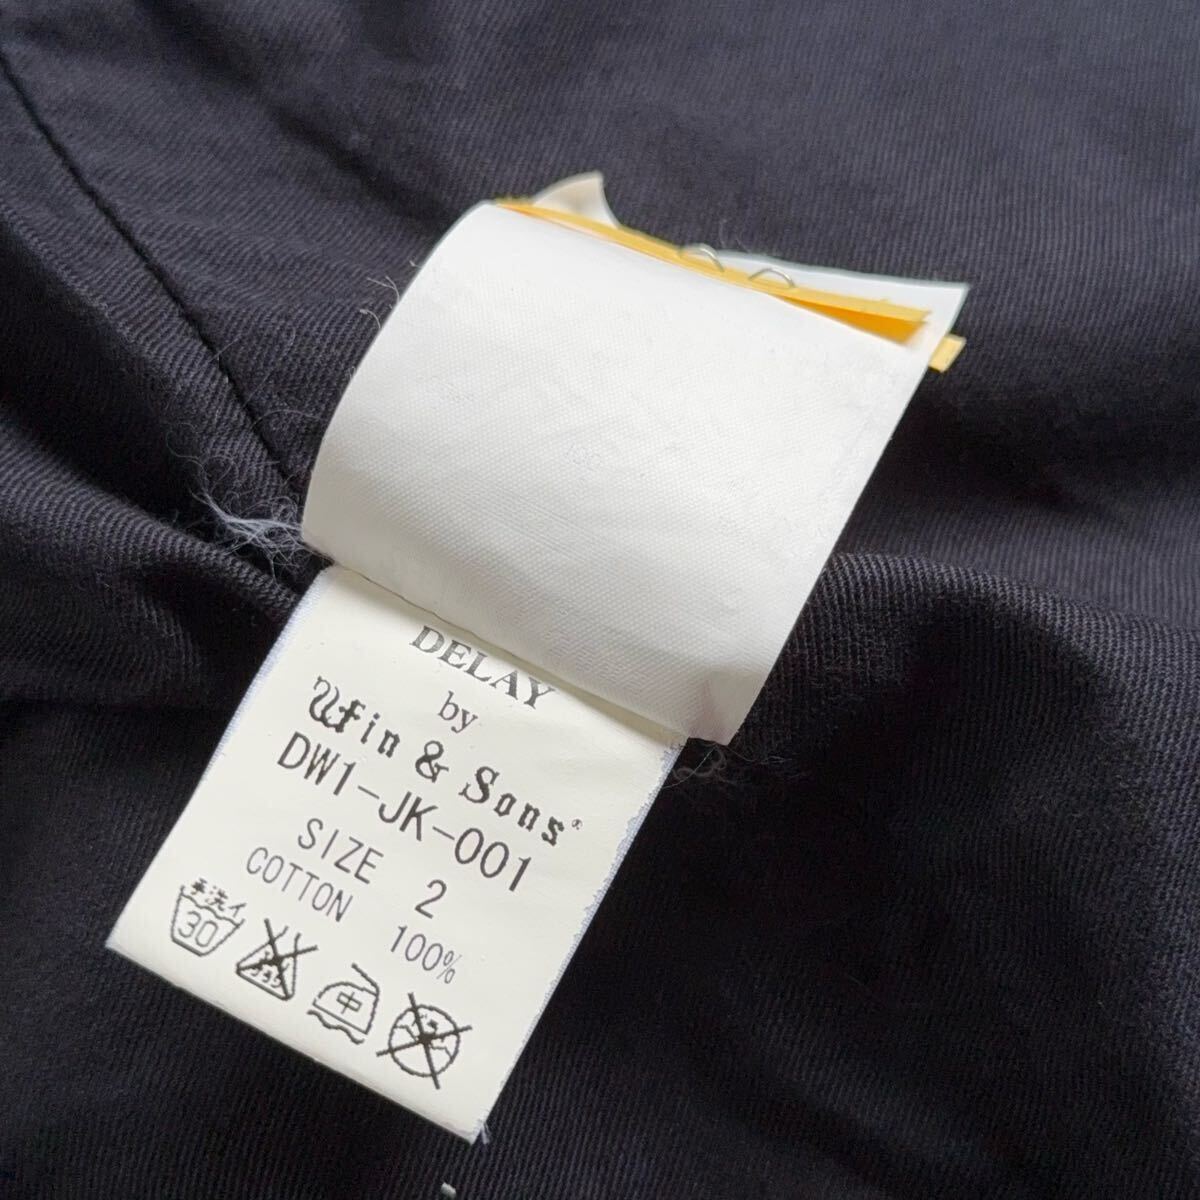 DELAY
by
Win & Sons®
DW1-JK-001
SIZE 2
COTTON 100%
手洗イ
30
中